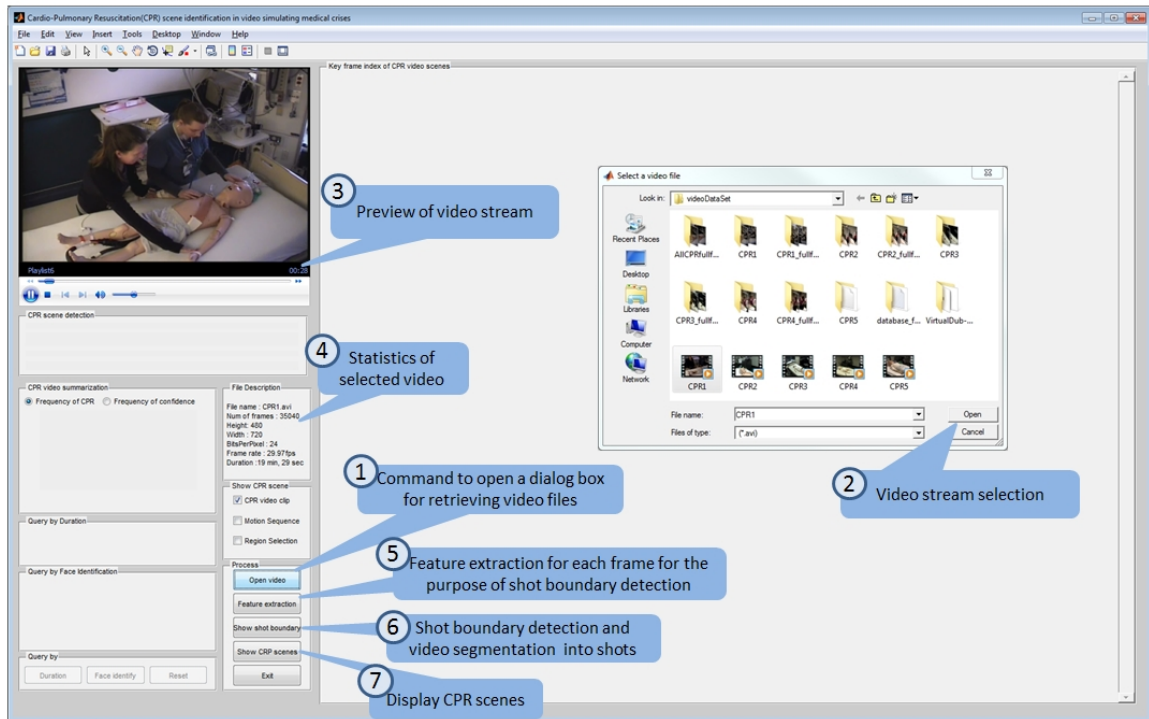 Cardio-Pulmonary Resuscitation(CPR) scene identification in video simulating medical crises
File Edit View Insert Tools Desktop Window Help
Key frame index of CPR video scenes
Playlist6 00:28
CPR scene detection
CPR video summarization
Frequency of CPR Frequency of confidence
File Description
File name : CPR1.avi
Num of frames : 35040
Height: 480
Width : 720
BitsPerPixel : 24
Frame rate : 29.97fps
Duration :19 min, 29 sec
Show CPR scene
CPR video clip
Motion Sequence
Region Selection
Query by Duration
Query by Face Identification
Process
Open video
Feature extraction
Show shot boundary
Show CRP scenes
Exit
Query by
Duration Face identify Reset
Select a video file
Look in: videoDataSet
Recent Places
Desktop
Libraries
Computer
Network
AllCPRfullf... CPR1 CPR1_fullf... CPR2 CPR2_fullf... CPR3
CPR3_fullf... CPR4 CPR4_fullf... CPR5 database_f... VirtualDub-...
CPR1 CPR2 CPR3 CPR4 CPR5
File name: CPR1 Open
Files of type: (*.avi) Cancel
3
Preview of video stream
4
Statistics of
selected video
1
Command to open a dialog box
for retrieving video files
2
Video stream selection
5
Feature extraction for each frame for the
purpose of shot boundary detection
6
Shot boundary detection and
video segmentation into shots
7
Display CPR scenes